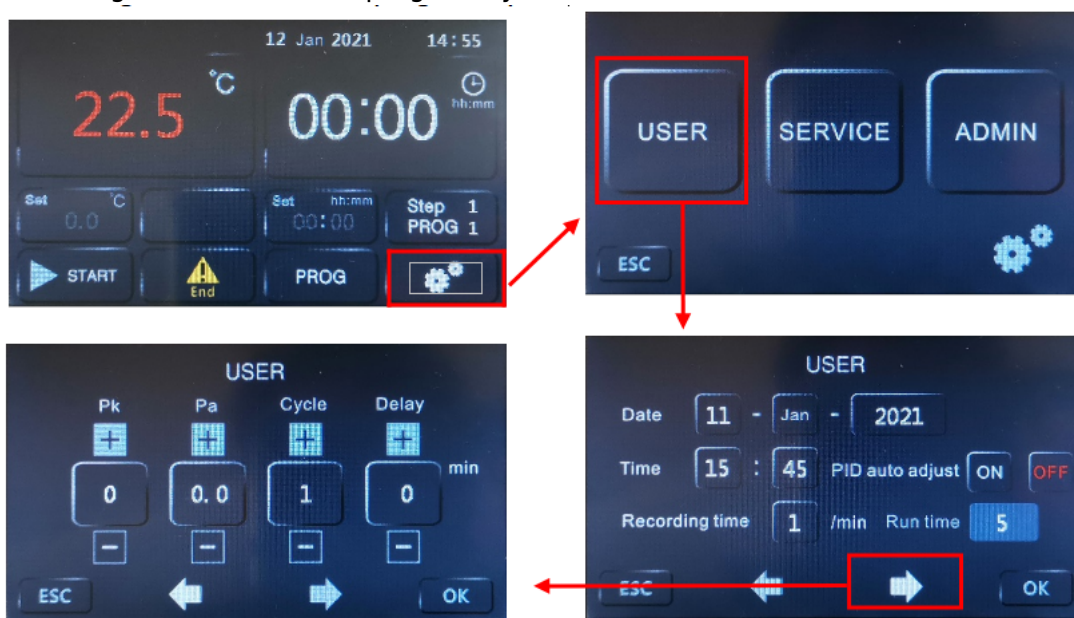 12 Jan 2021 14:55
22.5 °C 00:00 hh:mm
Set °C
0.0
Set hh:mm
00:00
Step 1
PROG 1
START
End
PROG
USER SERVICE ADMIN
ESC
USER
Pk Pa Cycle Delay
+ + + +
0 0.0 1 0 min
- - - -
ESC OK
USER
Date 11 - Jan - 2021
Time 15 : 45 PID auto adjust ON OFF
Recording time 1 /min Run time 5
ESC OK